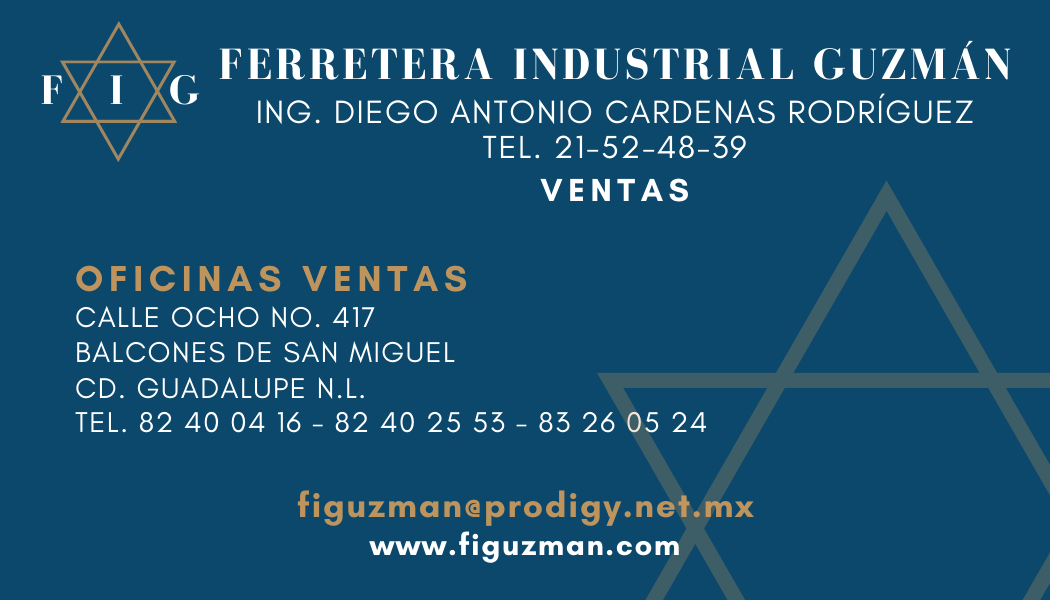 F I G
FERRETERA INDUSTRIAL GUZMÁN
ING. DIEGO ANTONIO CARDENAS RODRÍGUEZ
TEL. 21-52-48-39
VENTAS
OFICINAS VENTAS
CALLE OCHO NO. 417
BALCONES DE SAN MIGUEL
CD. GUADALUPE N.L.
TEL. 82 40 04 16 - 82 40 25 53 - 83 26 05 24
figuzman@prodigy.net.mx
www.figuzman.com